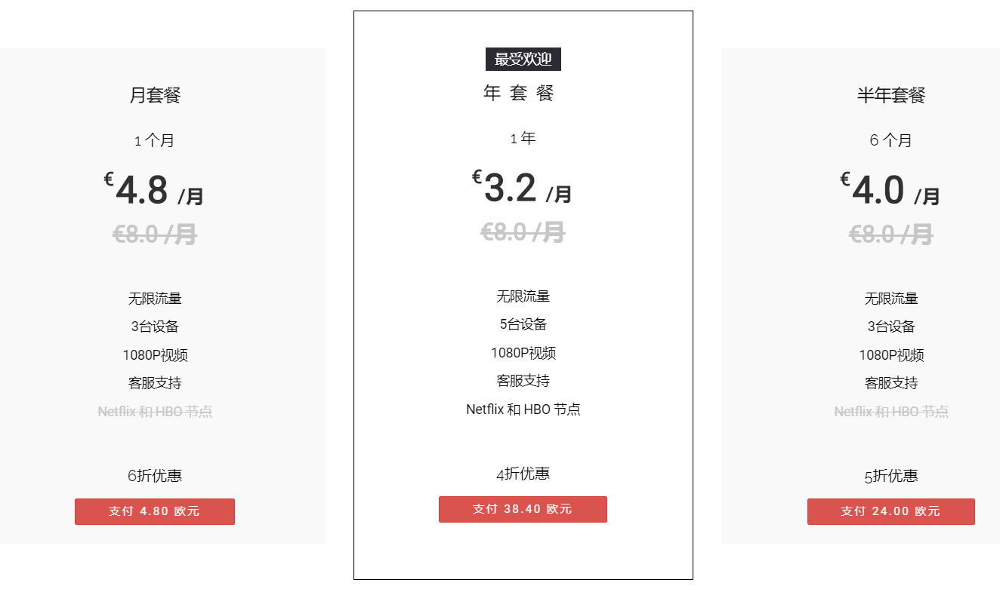 月套餐
1 个月
€4.8 /月
€8.0 /月
无限流量
3台设备
1080P视频
客服支持
Netflix 和 HBO 节点
6折优惠
支付 4.80 欧元
最受欢迎
年 套 餐
1 年
€3.2 /月
€8.0 /月
无限流量
5台设备
1080P视频
客服支持
Netflix 和 HBO 节点
4折优惠
支付 38.40 欧元
半年套餐
6 个月
€4.0 /月
€8.0 /月
无限流量
3台设备
1080P视频
客服支持
Netflix 和 HBO 节点
5折优惠
支付 24.00 欧元